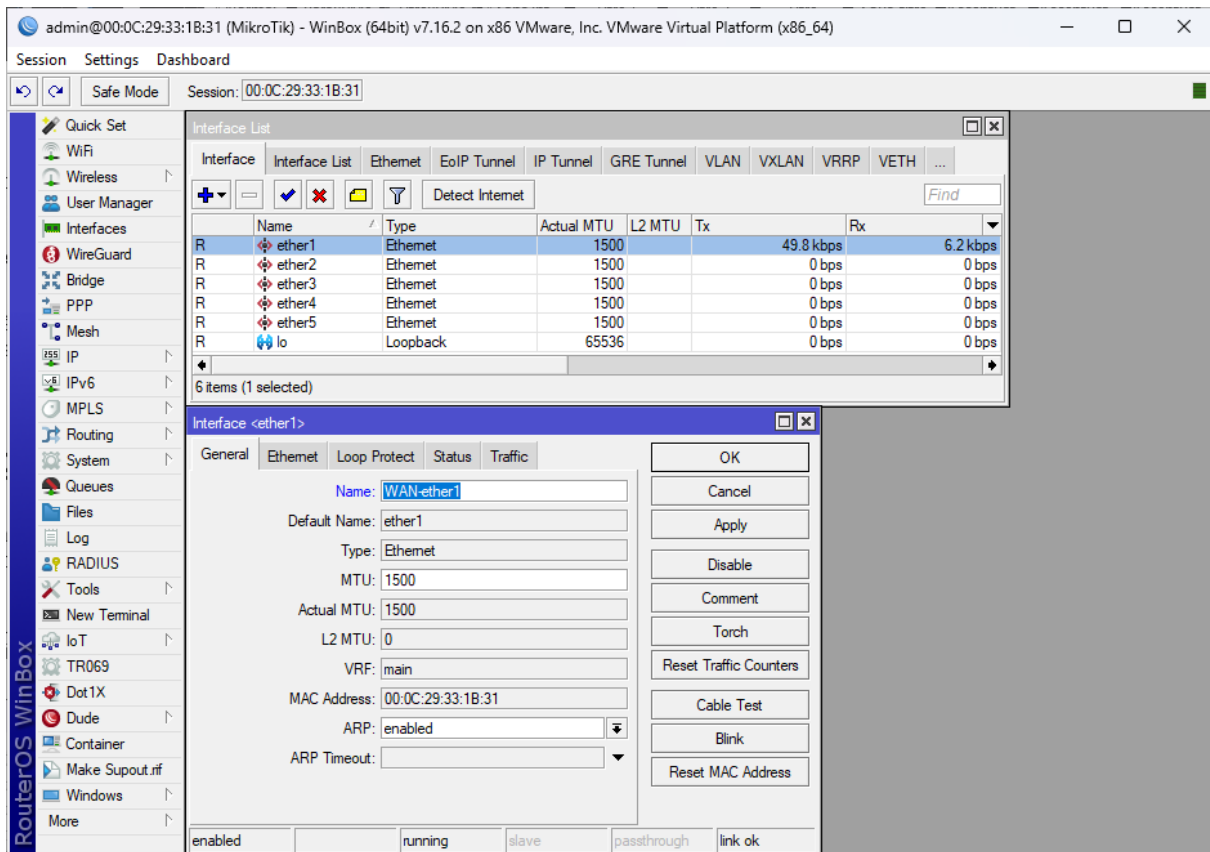 admin@00:0C:29:33:1B:31 (MikroTik) - WinBox (64bit) v7.16.2 on x86 VMware, Inc. VMware Virtual Platform (x86_64)
Session Settings Dashboard
Safe Mode Session: 00:0C:29:33:1B:31
Quick Set
WiFi
Wireless
User Manager
Interfaces
WireGuard
Bridge
PPP
Mesh
IP
IPv6
MPLS
Routing
System
Queues
Files
Log
RADIUS
Tools
New Terminal
IoT
TR069
Dot1X
Dude
Container
Make Supout.rif
Windows
More
RouterOS WinBox
Interface List
Interface Interface List Ethernet EoIP Tunnel IP Tunnel GRE Tunnel VLAN VXLAN VRRP VETH ...
Detect Internet Find
Name / Type Actual MTU L2 MTU Tx Rx
R ether1 Ethernet 1500 49.8 kbps 6.2 kbps
R ether2 Ethernet 1500 0 bps 0 bps
R ether3 Ethernet 1500 0 bps 0 bps
R ether4 Ethernet 1500 0 bps 0 bps
R ether5 Ethernet 1500 0 bps 0 bps
R lo Loopback 65536 0 bps 0 bps
6 items (1 selected)
Interface <ether1>
General Ethernet Loop Protect Status Traffic
Name: WAN-ether1
Default Name: ether1
Type: Ethernet
MTU: 1500
Actual MTU: 1500
L2 MTU: 0
VRF: main
MAC Address: 00:0C:29:33:1B:31
ARP: enabled
ARP Timeout:
OK
Cancel
Apply
Disable
Comment
Torch
Reset Traffic Counters
Cable Test
Blink
Reset MAC Address
enabled running slave passthrough link ok